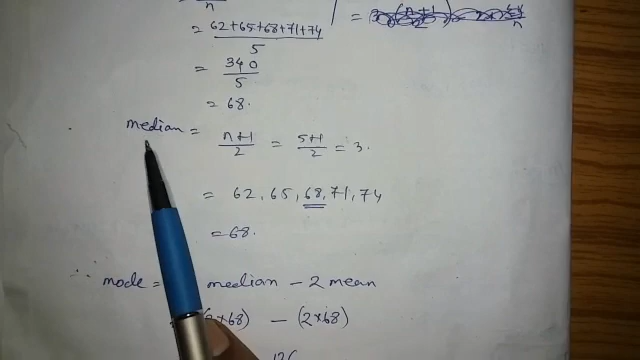 n
= 62+65+68+71+74 / 5
= 340 / 5
= 68.
median = n+1 / 2 = 5+1 / 2 = 3.
= 62, 65, 68, 71, 74
= 68.
∴ mode = median - 2 mean
×68) - (2×68)